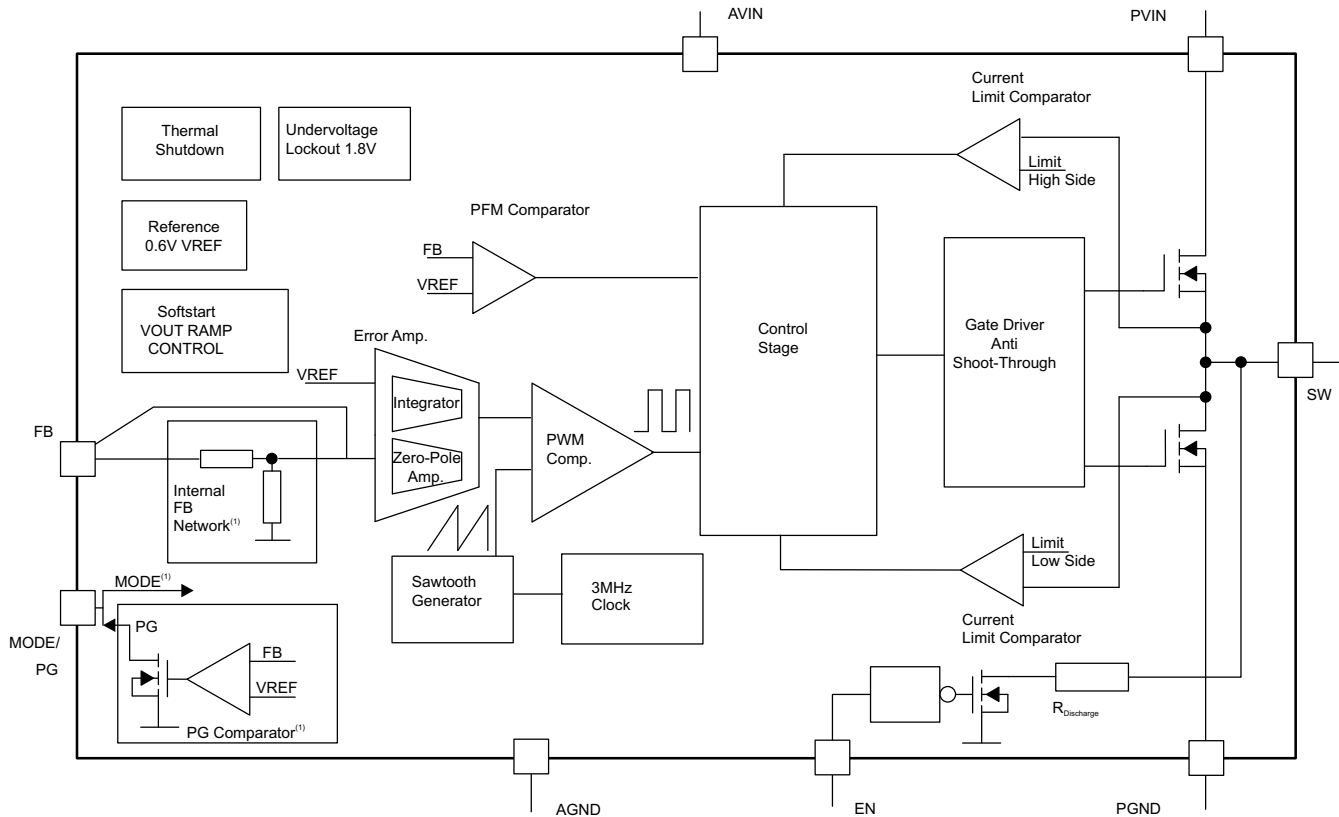 AVIN
PVIN
Current
Limit Comparator
Thermal
Shutdown
Undervoltage
Lockout 1.8V
Limit
High Side
Reference
0.6V VREF
PFM Comparator
FB
VREF
Softstart
VOUT RAMP
CONTROL
Control
Stage
Gate Driver
Anti
Shoot-Through
Error Amp.
VREF
Integrator
Zero-Pole
Amp.
PWM
Comp.
SW
FB
Internal
FB
Network(1)
Sawtooth
Generator
3MHz
Clock
Limit
Low Side
Current
Limit Comparator
MODE(1)
PG
MODE/
PG
FB
VREF
PG Comparator(1)
RDischarge
AGND
EN
PGND